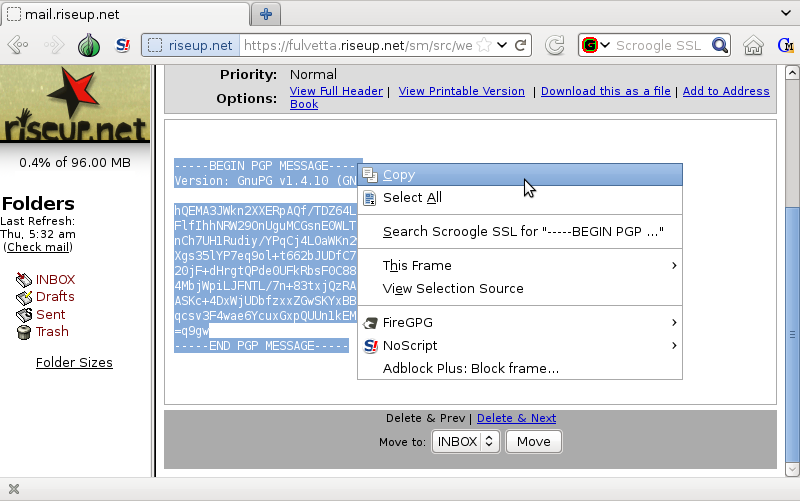 mail.riseup.net
riseup.net https://fulvetta.riseup.net/sm/src/we Scroogle SSL
riseup.net
0.4% of 96.00 MB
Folders
Last Refresh:
Thu, 5:32 am
(Check mail)
INBOX
Drafts
Sent
Trash
Folder Sizes
Priority: Normal
Options: View Full Header | View Printable Version | Download this as a file | Add to Address
Book
-----BEGIN PGP MESSAGE----
Version: GnuPG v1.4.10 (GN
hQEMA3JWkn2XXERpAQf/TDZ64L
FlfIhhNRW29OnUguMCGsnEOWLT
nCh7UH1Rudiy/YPqCj4LOaWKn2
Xgs35lYP7eq9ol+t662bJUDfC7
20jF+dHrgtQPde0UFkRbsF0C88
4MbjWpiLJFNTL/7n+83txjQzRA
ASKc+4DxWjUDbfzxxZGwSKYxBB
qcsv3F4wae6YcuxGxpQUUn1kEM
=q9gw
-----END PGP MESSAGE-----
Copy
Select All
Search Scroogle SSL for "-----BEGIN PGP ..."
This Frame
View Selection Source
FireGPG
S! NoScript
Adblock Plus: Block frame...
Delete & Prev | Delete & Next
Move to: INBOX Move